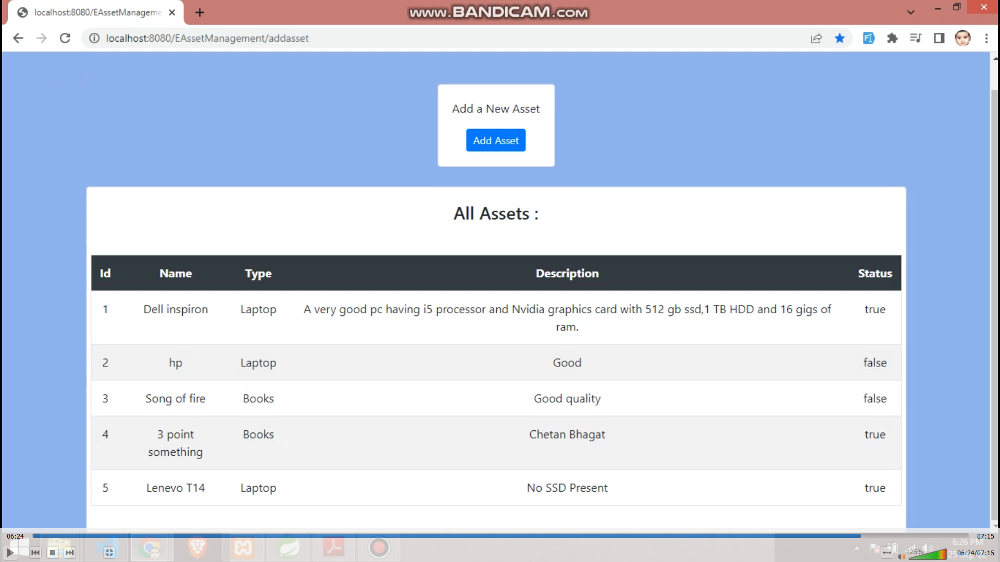 localhost:8080/EAssetManageme
www.BANDICAM.com
localhost:8080/EAssetManagement/addasset
Add a New Asset
Add Asset
All Assets :
Id Name Type Description Status
1 Dell inspiron Laptop A very good pc having i5 processor and Nvidia graphics card with 512 gb ssd,1 TB HDD and 16 gigs of true
ram.
2 hp Laptop Good false
3 Song of fire Books Good quality false
4 3 point Books Chetan Bhagat true
something
5 Lenevo T14 Laptop No SSD Present true
06:24 07:15
6:26 PM
125% 06:24/07:15